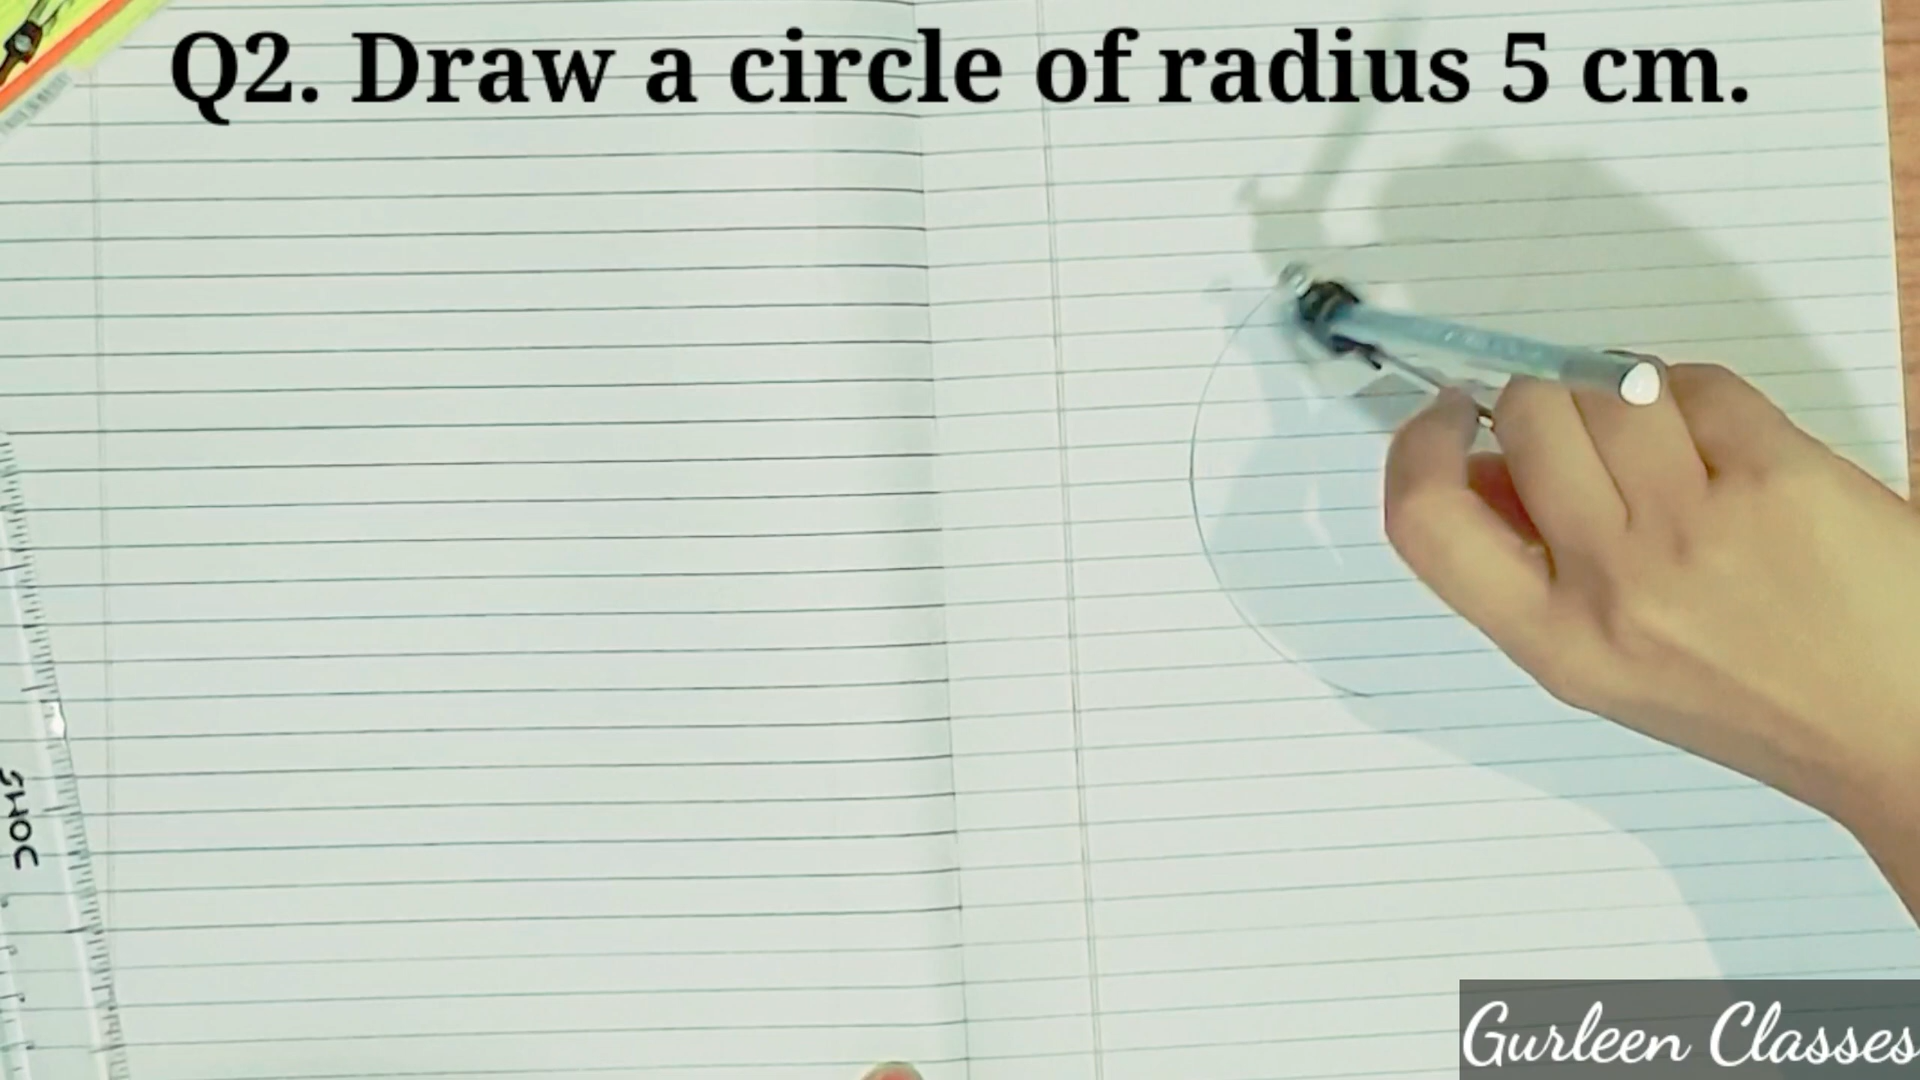 Q2. Draw a circle of radius 5 cm.
Gurleen Classes